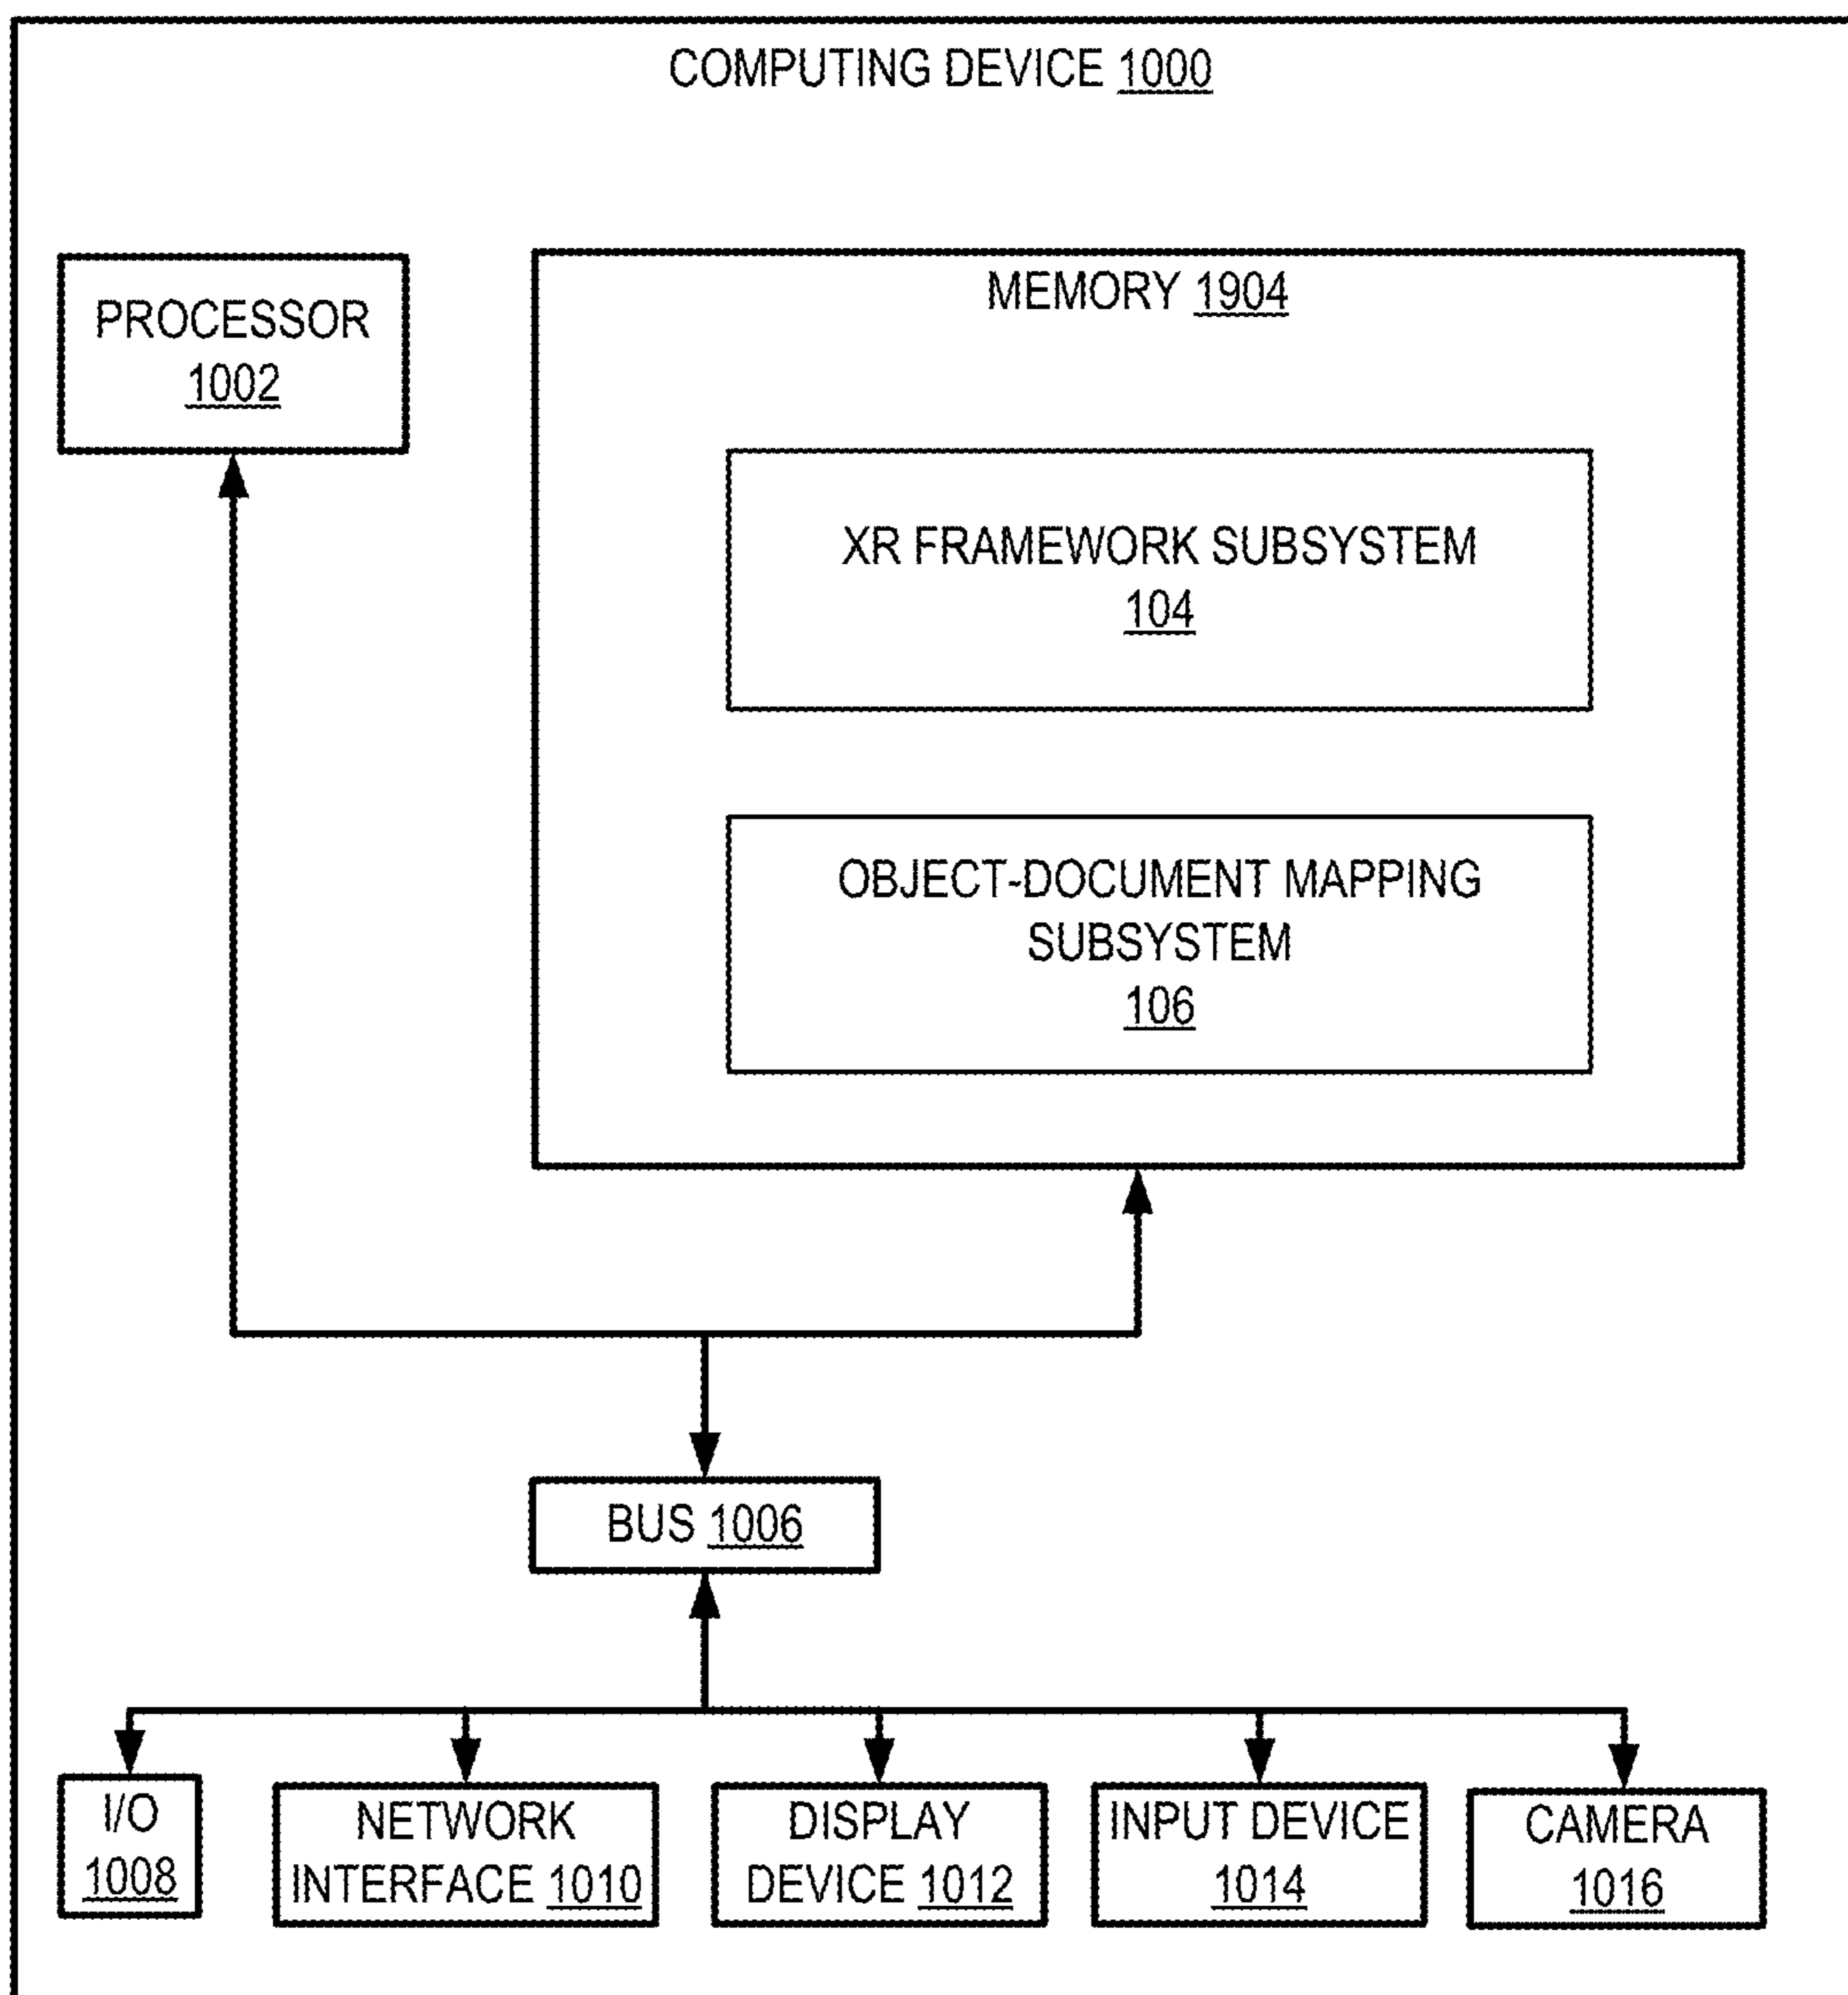 COMPUTING DEVICE 1000
PROCESSOR
1002
MEMORY 1904
XR FRAMEWORK SUBSYSTEM
104
OBJECT-DOCUMENT MAPPING
SUBSYSTEM
106
BUS 1006
I/O
1008
NETWORK
INTERFACE 1010
DISPLAY
DEVICE 1012
INPUT DEVICE
1014
CAMERA
1016